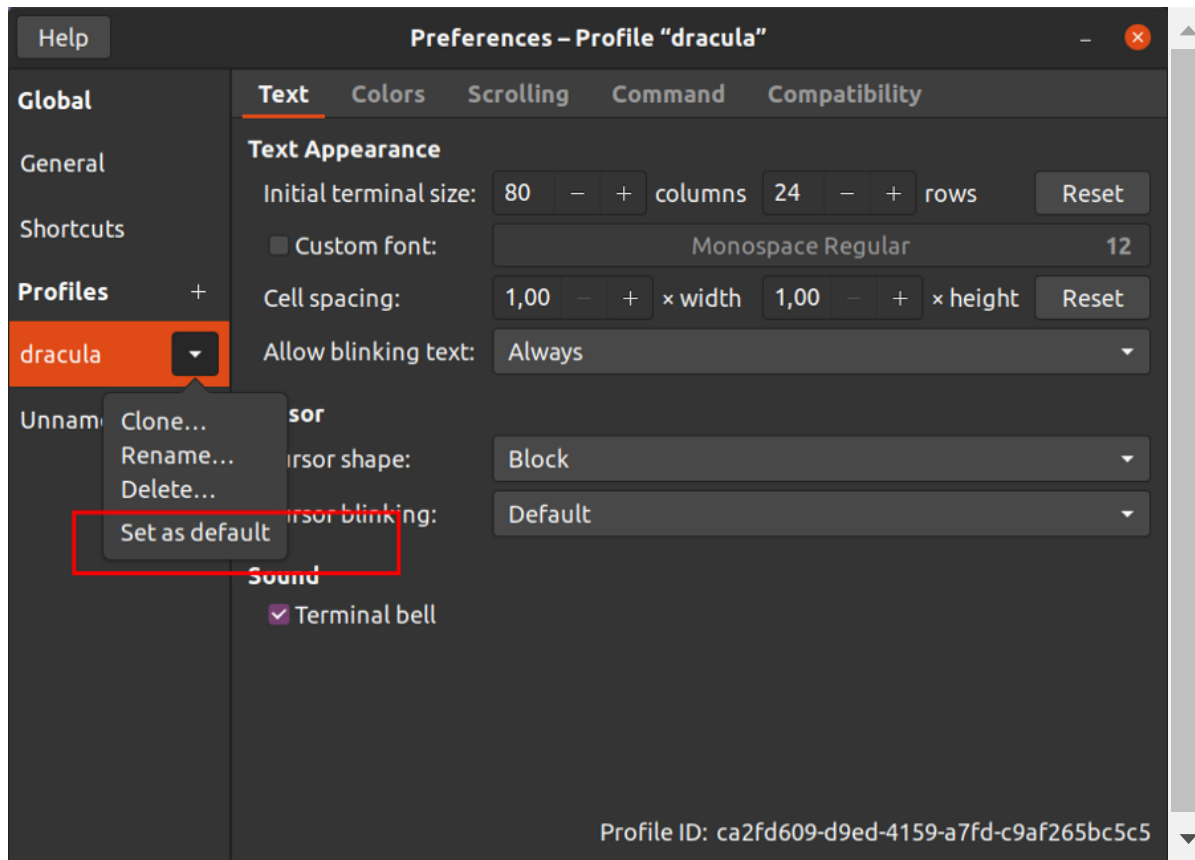 Help
Preferences – Profile “dracula”
Global
General
Shortcuts
Profiles +
dracula
Clone...
Rename...
Delete...
Set as default
Text Colors Scrolling Command Compatibility
Text Appearance
Initial terminal size: 80 − + columns 24 − + rows Reset
Custom font: Monospace Regular 12
Cell spacing: 1,00 − + × width 1,00 − + × height Reset
Allow blinking text: Always
shape: Block
blinking: Default
Sound
Terminal bell
Profile ID: ca2fd609-d9ed-4159-a7fd-c9af265bc5c5